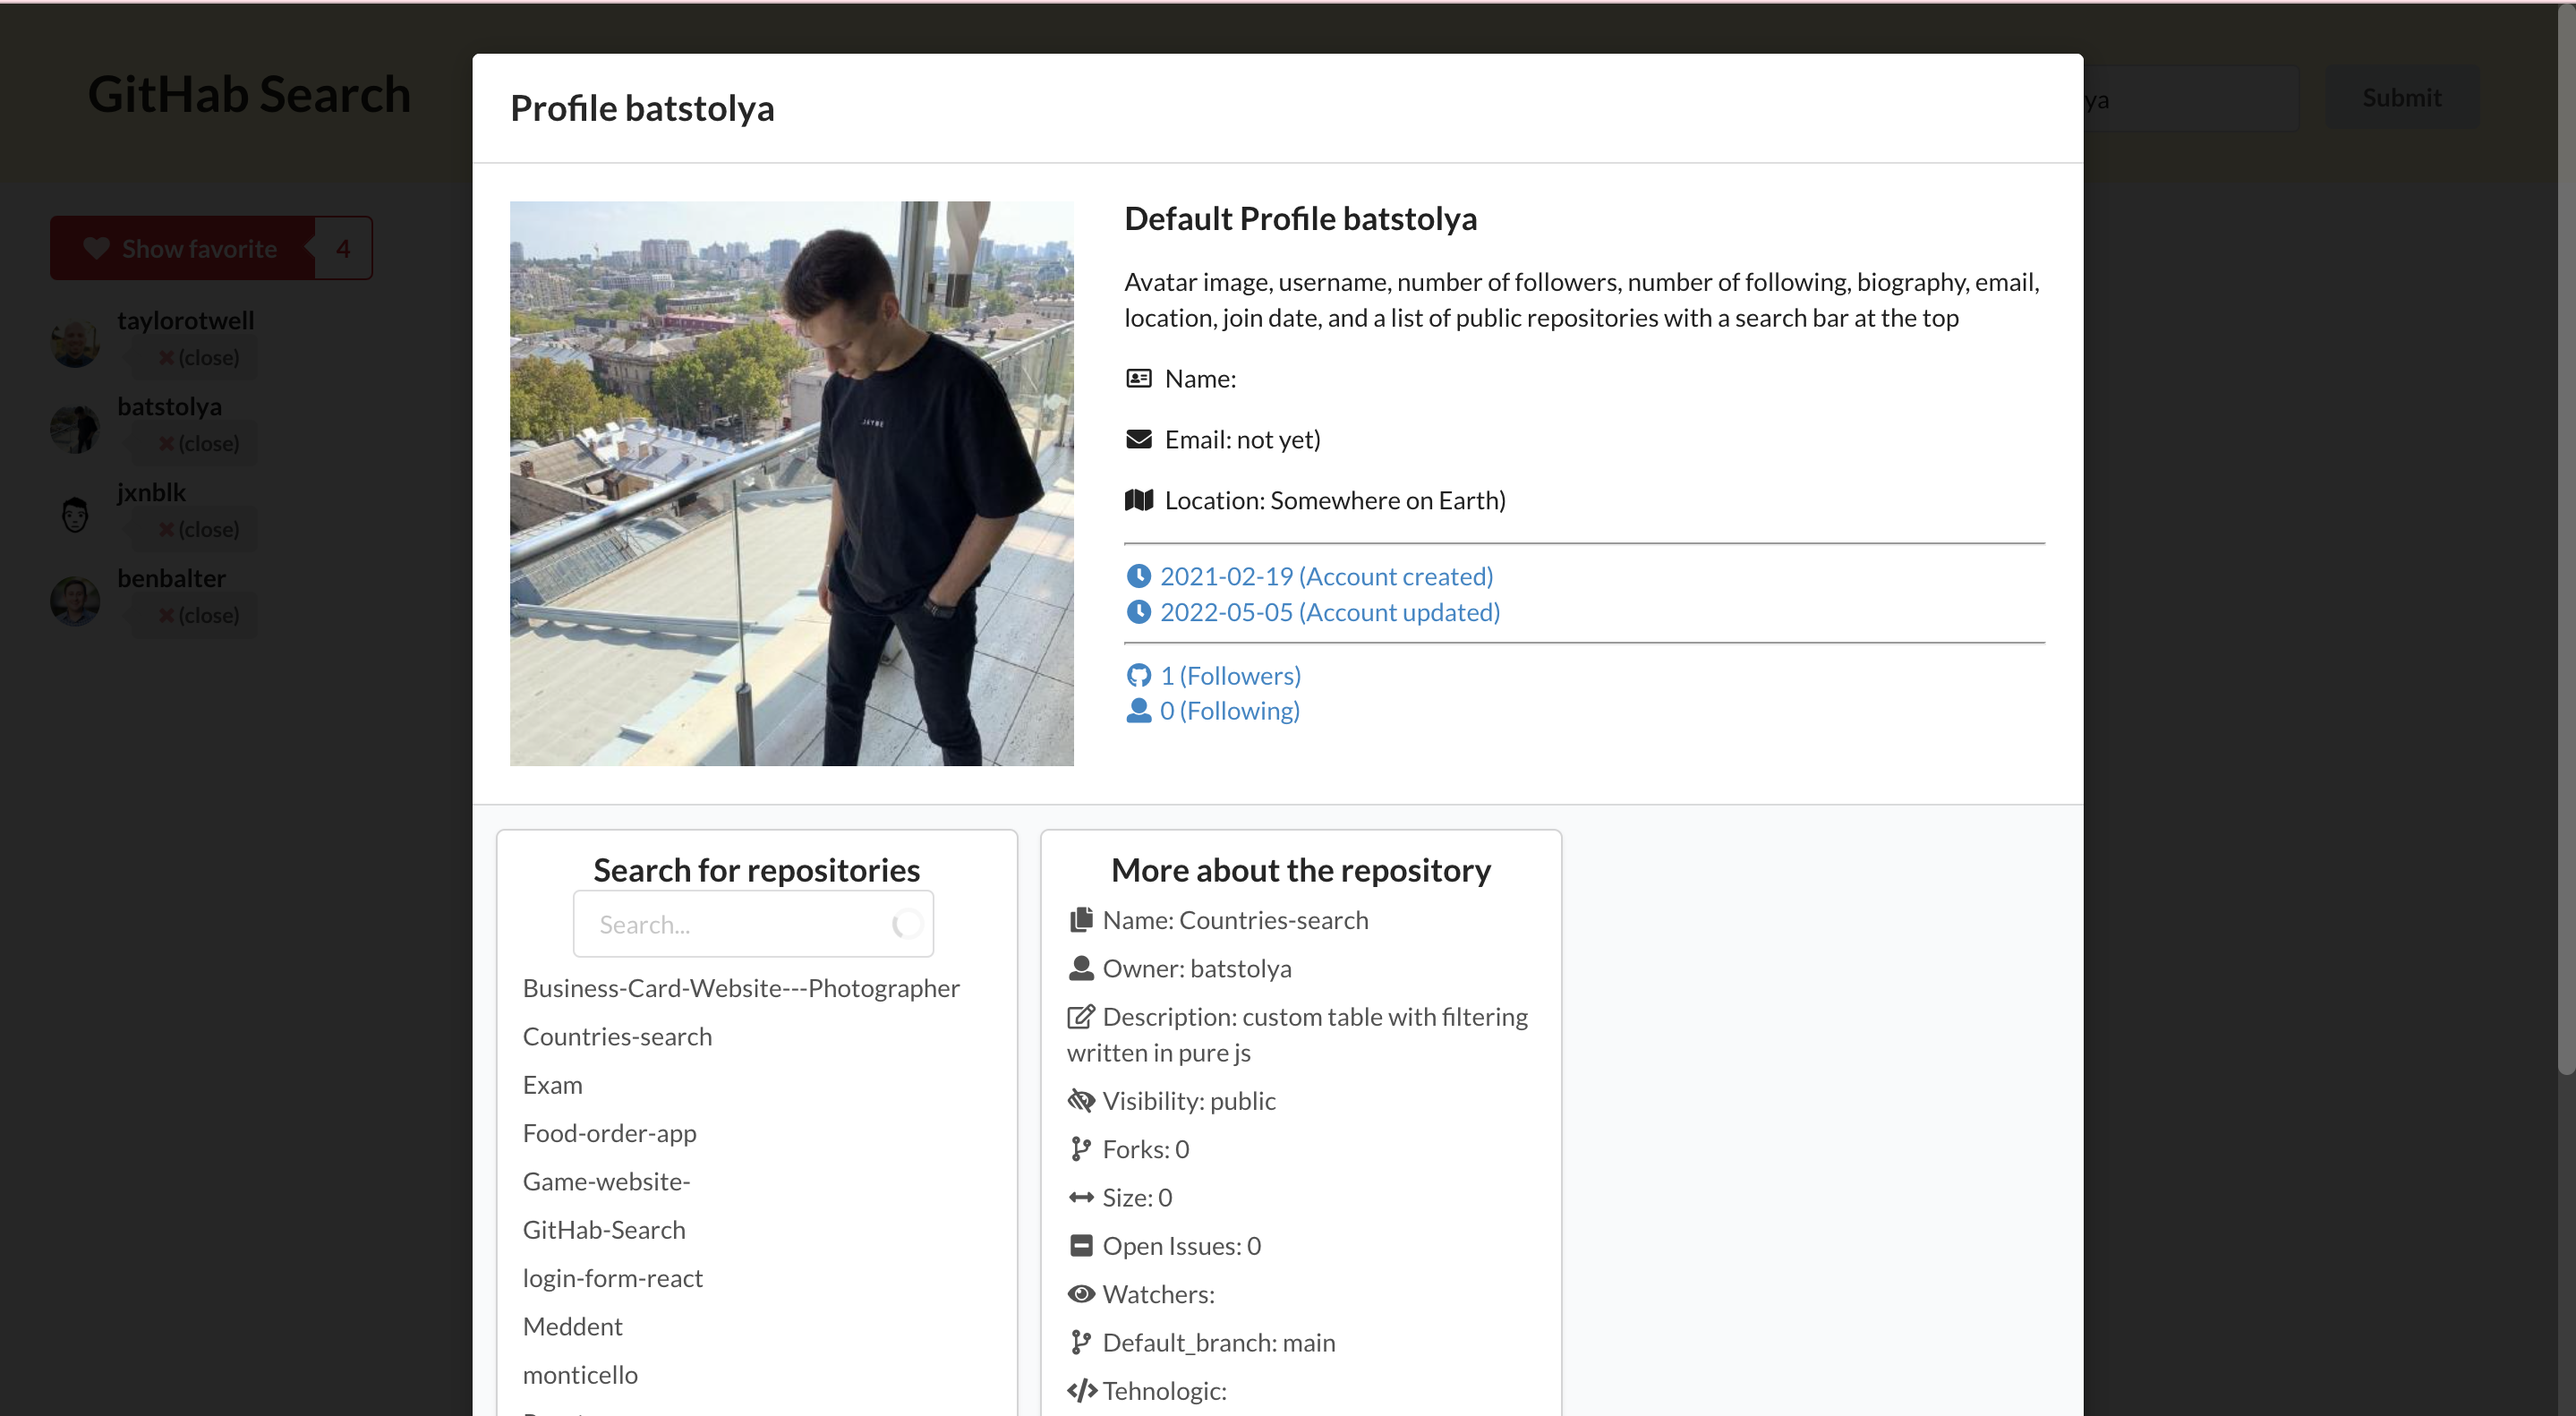 GitHab Search
ya
Submit
Show favorite
4
taylorotwell
(close)
batstolya
(close)
jxnblk
(close)
benbalter
(close)
Profile batstolya
Default Profile batstolya
Avatar image, username, number of followers, number of following, biography, email,
location, join date, and a list of public repositories with a search bar at the top
Name:
Email: not yet)
Location: Somewhere on Earth)
2021-02-19 (Account created)
2022-05-05 (Account updated)
1 (Followers)
0 (Following)
Search for repositories
Search...
Business-Card-Website---Photographer
Countries-search
Exam
Food-order-app
Game-website-
GitHab-Search
login-form-react
Meddent
monticello
More about the repository
Name: Countries-search
Owner: batstolya
Description: custom table with filtering
written in pure js
Visibility: public
Forks: 0
Size: 0
Open Issues: 0
Watchers:
Default_branch: main
Tehnologic: